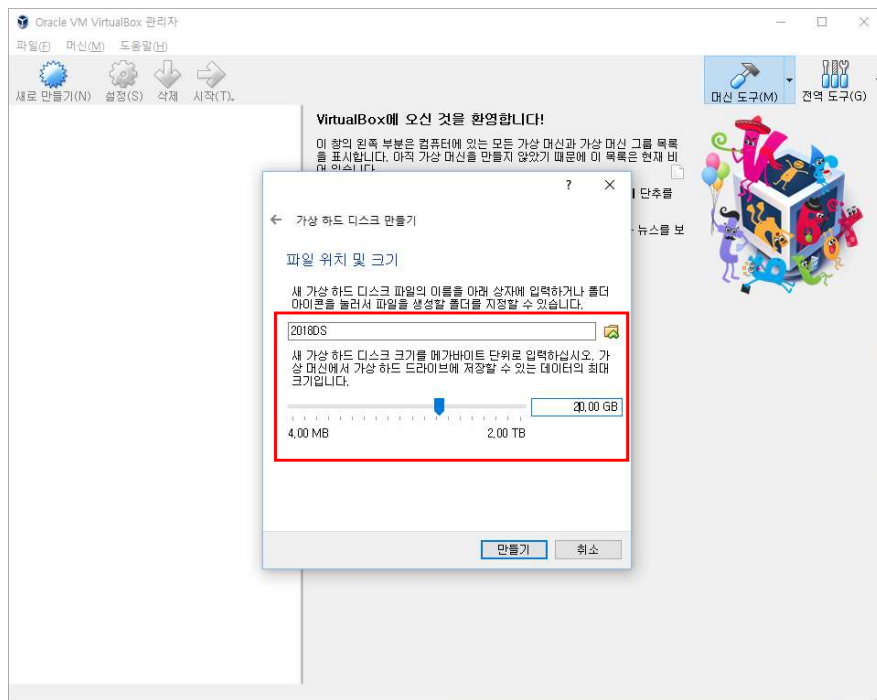 Oracle VM VirtualBox 관리자
파일(F) 머신(M) 도움말(H)
새로 만들기(N) 설정(S) 삭제 시작(T)
머신 도구(M) 전역 도구(G)
VirtualBox에 오신 것을 환영합니다!
이 창의 왼쪽 부분은 컴퓨터에 있는 모든 가상 머신과 가상 머신 그룹 목록
을 표시합니다. 아직 가상 머신을 만들지 않았기 때문에 이 목록은 현재 비
어 있습니다.
단추를
뉴스를 보
? ×
← 가상 하드 디스크 만들기
파일 위치 및 크기
새 가상 하드 디스크 파일의 이름을 아래 상자에 입력하거나 폴더
아이콘을 눌러서 파일을 생성할 폴더를 지정할 수 있습니다.
2018DS
새 가상 하드 디스크 크기를 메가바이트 단위로 입력하십시오. 가
상 머신에서 가상 하드 드라이브에 저장할 수 있는 데이터의 최대
크기입니다.
20,00 GB
4,00 MB 2,00 TB
만들기 취소